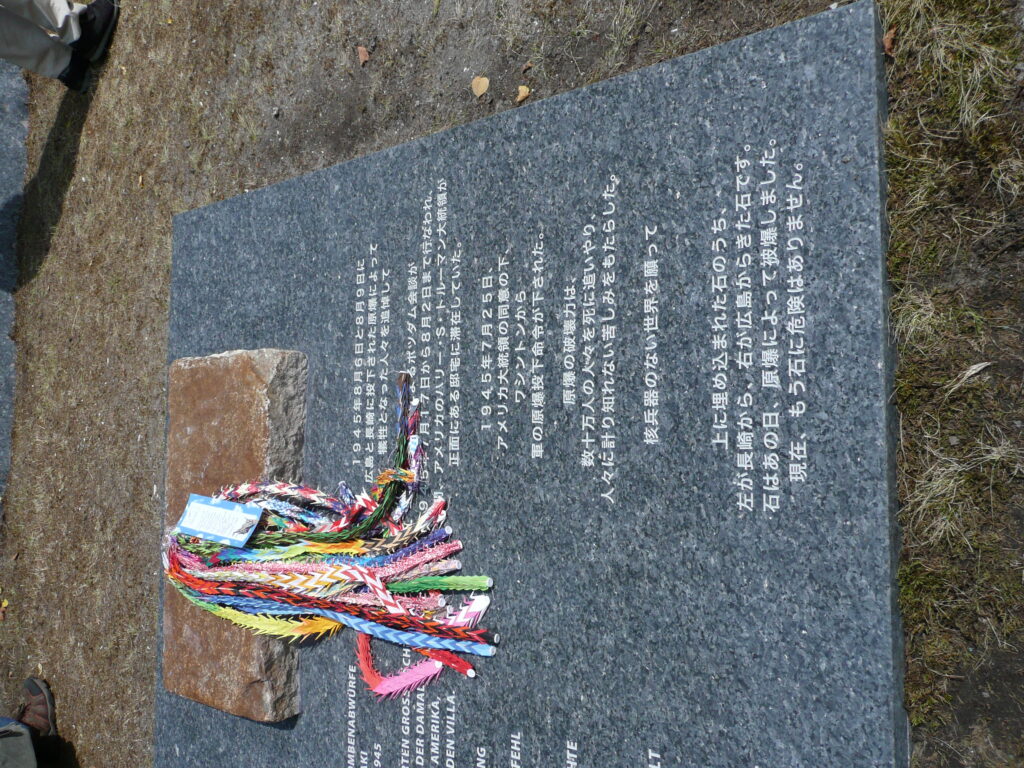 OMBENABWÜRFE
AKI
1945
RTEN GROSS
DER DAMAL
AMERIKA,
DEN VILLA.
NG
FEHL
HTE
LT
1945年8月6日と8月9日に
広島と長崎に投下された原爆によって
犠牲となった人々を追悼して
るポツダム会談が
年7月17日から8月2日まで行なわれ、
間、アメリカのハリー・S・トルーマン大統領が
正面にある邸宅に滞在していた。
1945年7月25日、
アメリカ大統領の同意の下、
ワシントンから
軍の原爆投下命令が下された。
原爆の破壊力は、
数十万人の人々を死に追いやり、
人々に計り知れない苦しみをもたらした。
核兵器のない世界を願って
上に埋め込まれた石のうち、
左が長崎から、右が広島からきた石です。
石はあの日、原爆によって被爆しました。
現在、もう石に危険はありません。